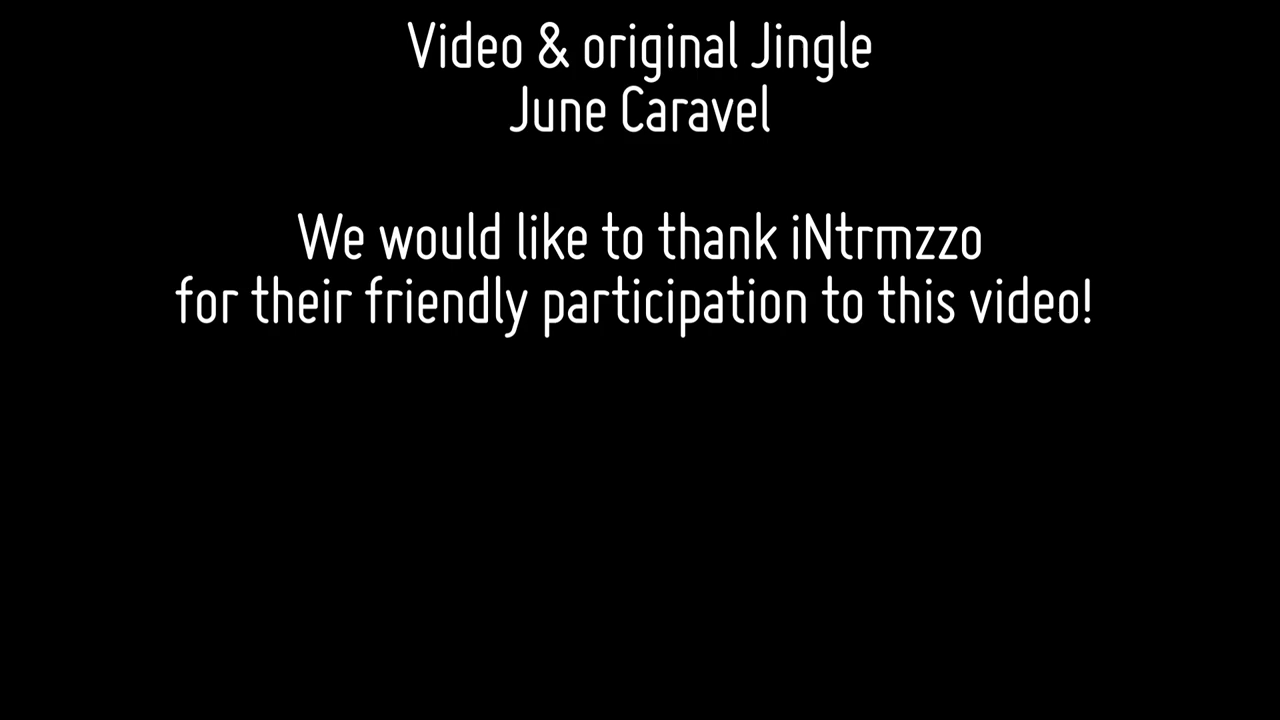 Video & original Jingle
June Caravel
We would like to thank iNtrmzzo
for their friendly participation to this video!